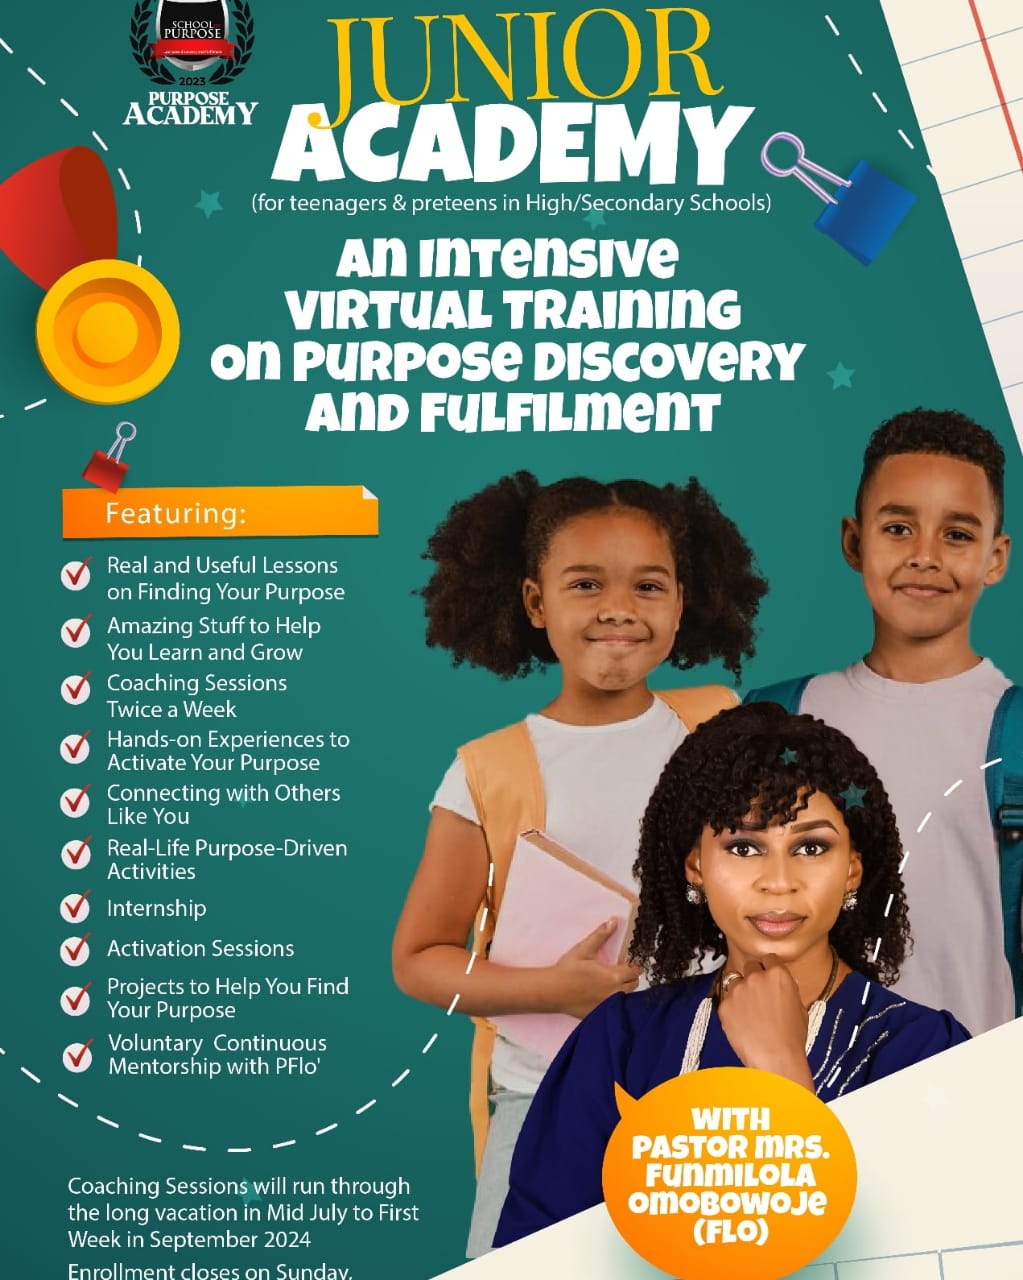 SCHOOL OF
PURPOSE
2023
PURPOSE
ACADEMY
JUNIOR
ACADEMY
(for teenagers & preteens in High/Secondary Schools)
An Intensive
Virtual Training
on Purpose Discovery
and Fulfilment
Featuring:
Real and Useful Lessons
on Finding Your Purpose
Amazing Stuff to Help
You Learn and Grow
Coaching Sessions
Twice a Week
Hands-on Experiences to
Activate Your Purpose
Connecting with Others
Like You
Real-Life Purpose-Driven
Activities
Internship
Activation Sessions
Projects to Help You Find
Your Purpose
Voluntary Continuous
Mentorship with PFlo'
With
Pastor Mrs.
Funmilola
Omobowoje
(Flo)
Coaching Sessions will run through
the long vacation in Mid July to First
Week in September 2024
Enrollment closes on Sunday,